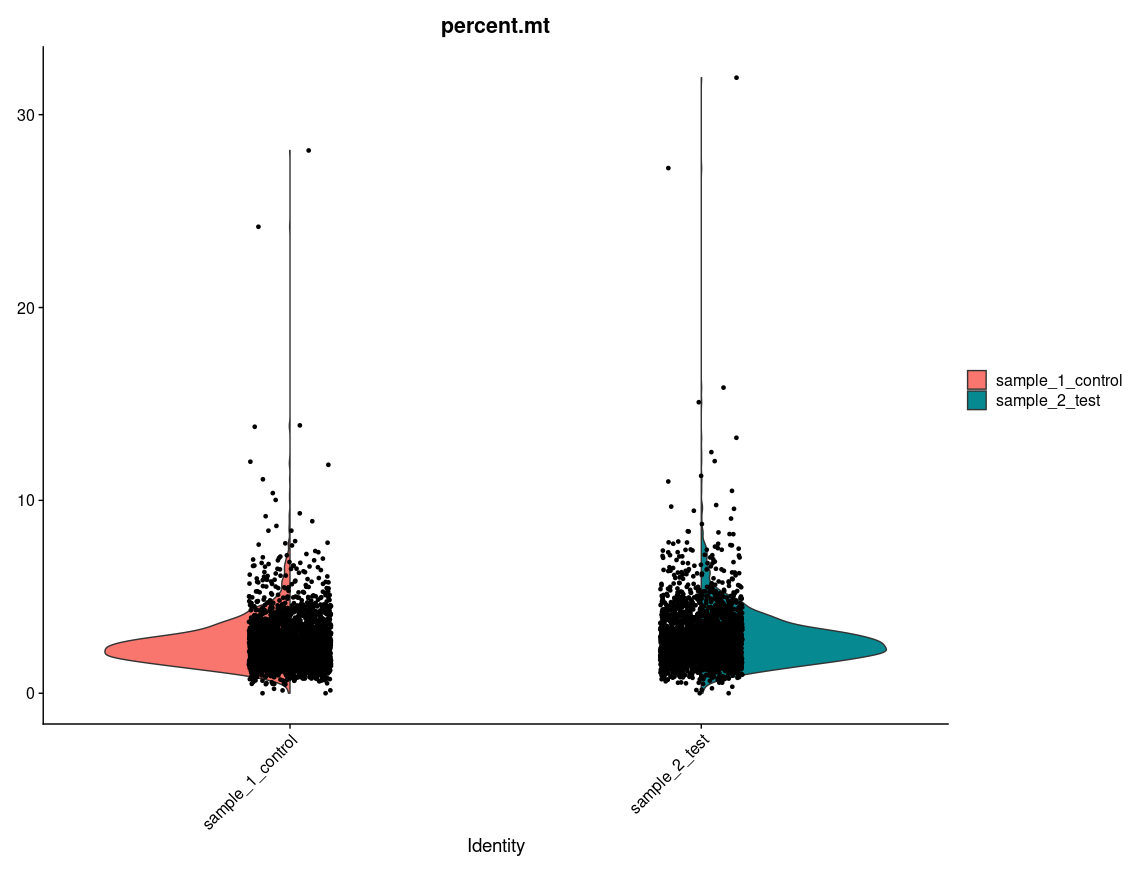 percent.mt
30
20
10
0
sample_1_control
sample_2_test
sample_1_control
sample_2_test
Identity